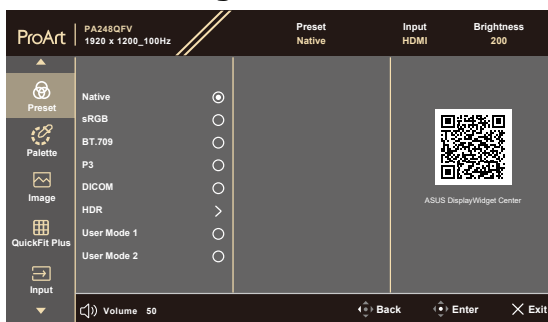 ProArt
PA248QFV
1920 x 1200_100Hz
Preset
Native
Input
HDMI
Brightness
200
Preset
Palette
Image
QuickFit Plus
Input
Native
sRGB
BT.709
P3
DICOM
HDR
User Mode 1
User Mode 2
ASUS DisplayWidget Center
Volume 50
Back
Enter
Exit